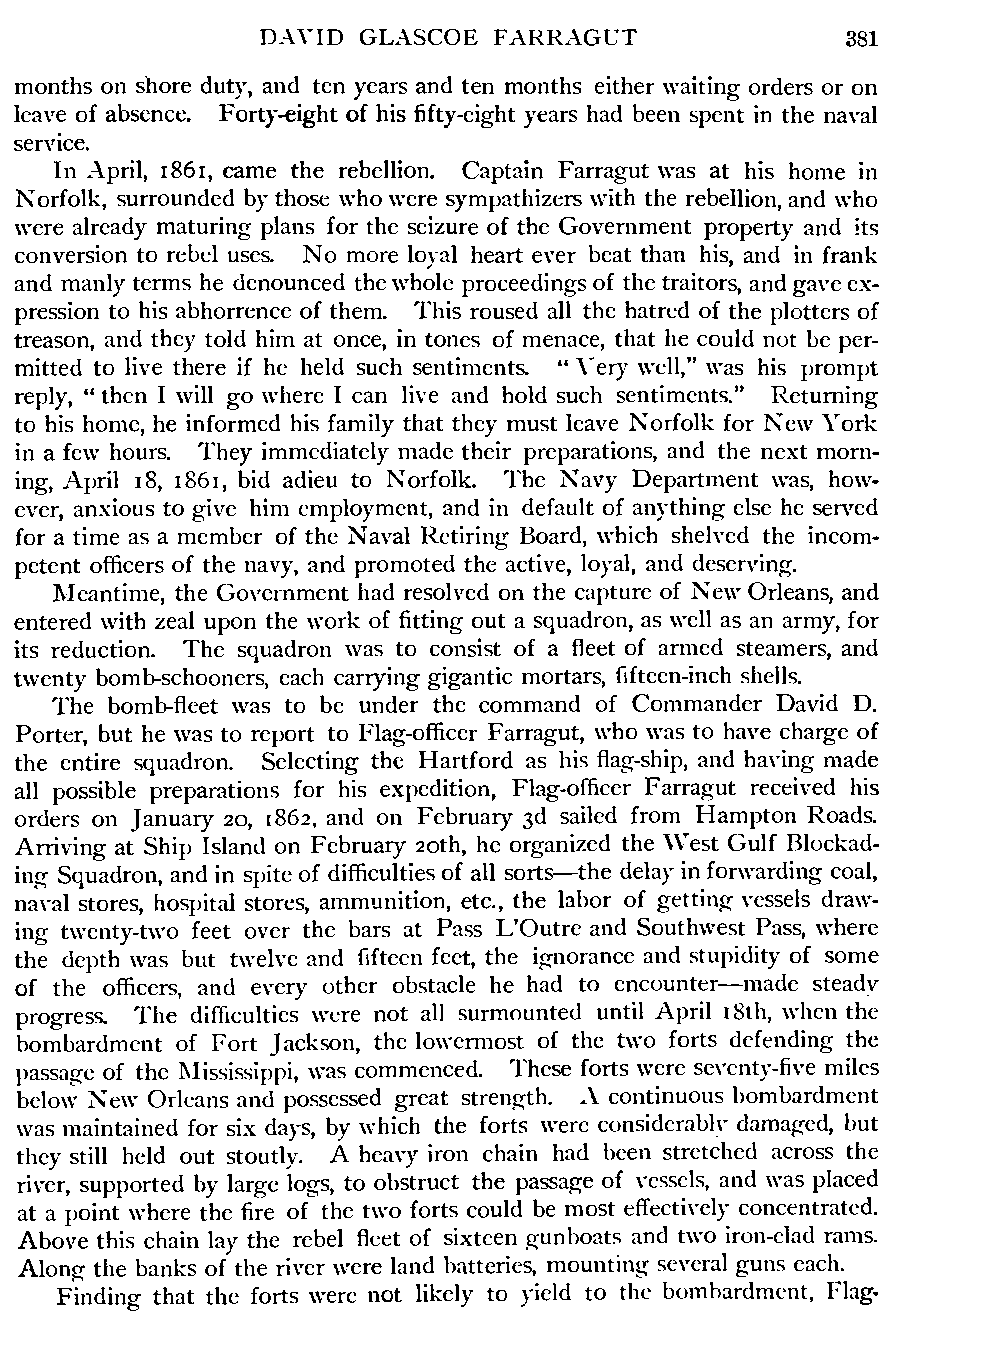 DAVID GLASCOE FARRAGUT 381
months on shore duty, and ten years and ten months either waiting orders or on
leave of absence. Forty-eight of his fifty-eight years had been spent in the naval
service.
In April, 1861, came the rebellion. Captain Farragut was at his home in
Norfolk, surrounded by those who were sympathizers with the rebellion, and who
were already maturing plans for the seizure of the Government property and its
conversion to rebel uses. No more loyal heart ever beat than his, and in frank
and manly terms he denounced the whole proceedings of the traitors, and gave ex-
pression to his abhorrence of them. This roused all the hatred of the plotters of
treason, and they told him at once, in tones of menace, that he could not be per-
mitted to live there if he held such sentiments. “ Very well,” was his prompt
reply, “ then I will go where I can live and hold such sentiments.” Returning
to his home, he informed his family that they must leave Norfolk for New York
in a few hours. They immediately made their preparations, and the next morn-
ing, April 18, 1861, bid adieu to Norfolk. The Navy Department was, how-
ever, anxious to give him employment, and in default of anything else he served
for a time as a member of the Naval Retiring Board, which shelved the incom-
petent officers of the navy, and promoted the active, loyal, and deserving.
Meantime, the Government had resolved on the capture of New Orleans, and
entered with zeal upon the work of fitting out a squadron, as well as an army, for
its reduction. The squadron was to consist of a fleet of armed steamers, and
twenty bomb-schooners, each carrying gigantic mortars, fifteen-inch shells.
The bomb-fleet was to be under the command of Commander David D.
Porter, but he was to report to Flag-officer Farragut, who was to have charge of
the entire squadron. Selecting the Hartford as his flag-ship, and having made
all possible preparations for his expedition, Flag-officer Farragut received his
orders on January 20, 1862, and on February 3d sailed from Hampton Roads.
Arriving at Ship Island on February 20th, he organized the West Gulf Blockad-
ing Squadron, and in spite of difficulties of all sorts—the delay in forwarding coal,
naval stores, hospital stores, ammunition, etc., the labor of getting vessels draw-
ing twenty-two feet over the bars at Pass L'Outre and Southwest Pass, where
the depth was but twelve and fifteen feet, the ignorance and stupidity of some
of the officers, and every other obstacle he had to encounter—made steady
progress. The difficulties were not all surmounted until April 18th, when the
bombardment of Fort Jackson, the lowermost of the two forts defending the
passage of the Mississippi, was commenced. These forts were seventy-five miles
below New Orleans and possessed great strength. A continuous bombardment
was maintained for six days, by which the forts were considerably damaged, but
they still held out stoutly. A heavy iron chain had been stretched across the
river, supported by large logs, to obstruct the passage of vessels, and was placed
at a point where the fire of the two forts could be most effectively concentrated.
Above this chain lay the rebel fleet of sixteen gunboats and two iron-clad rams.
Along the banks of the river were land batteries, mounting several guns each.
Finding that the forts were not likely to yield to the bombardment, Flag-